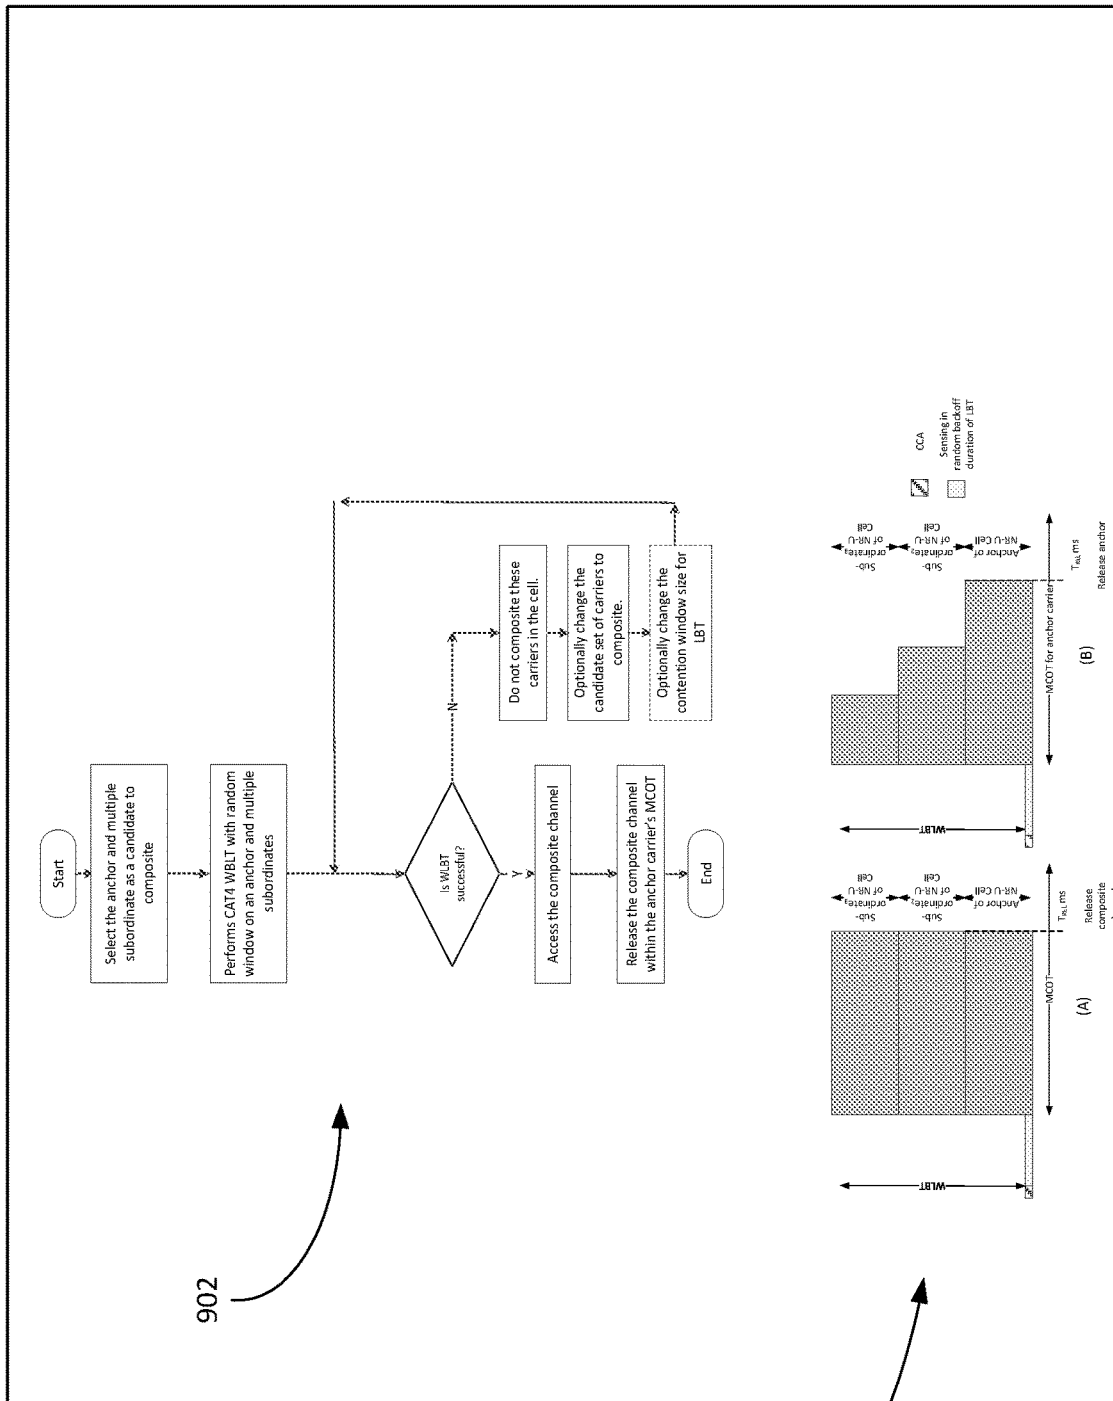 902
Start
Select the anchor and multiple
subordinate as a candidate to
composite
Performs CAT4 WBLT with random
window on an anchor and multiple
subordinates
Is WLBT
successful?
N
Y
Do not composite these
carriers in the cell.
Optionally change the
candidate set of carriers to
composite.
Optionally change the
contention window size for
LBT
Access the composite channel
Release the composite channel
within the anchor carrier's MCOT
End
WLBT
Sub-
ordinate₃
of NR-U
Cell
Sub-
ordinate₂
of NR-U
Cell
Anchor of
NR-U Cell
MCOT
ms
Release
composite
(A)
WLBT
Sub-
ordinate₃
of NR-U
Cell
Sub-
ordinate₂
of NR-U
Cell
Anchor of
NR-U Cell
MCOT for anchor carrier
ms
Release anchor
(B)
CCA
Sensing in
random backoff
duration of LBT